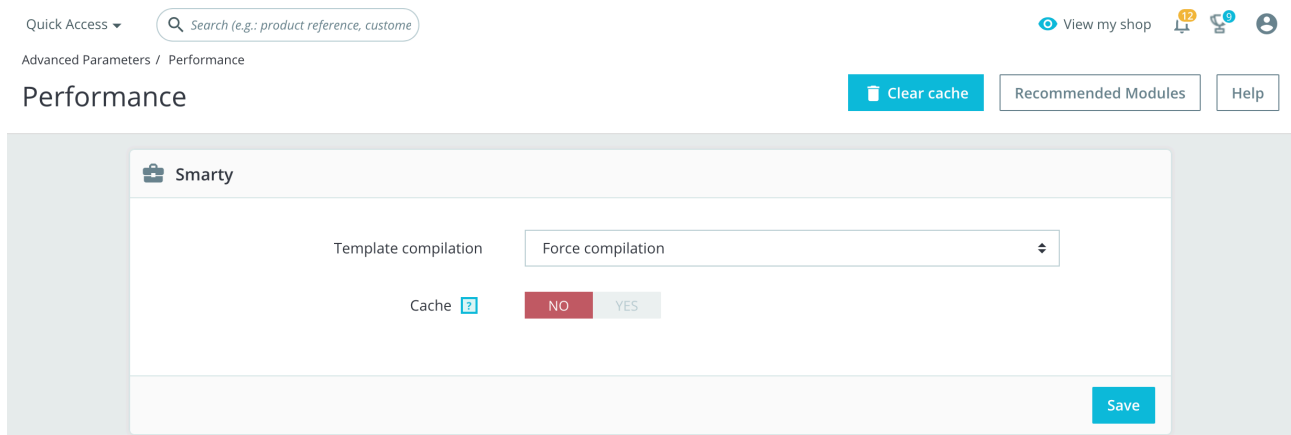 Quick Access
Search (e.g.: product reference, custome
View my shop
12
9
Advanced Parameters / Performance
Performance
Clear cache
Recommended Modules
Help
Smarty
Template compilation
Force compilation
Cache ?
NO
YES
Save